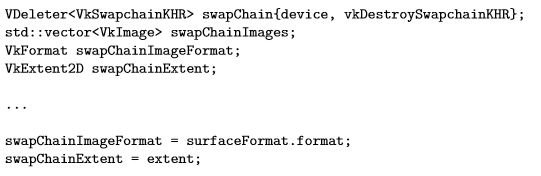 VDeleter<VkSwapchainKHR> swapChain{device, vkDestroySwapchainKHR};
std::vector<VkImage> swapChainImages;
VkFormat swapChainImageFormat;
VkExtent2D swapChainExtent;
...
swapChainImageFormat = surfaceFormat.format;
swapChainExtent = extent;